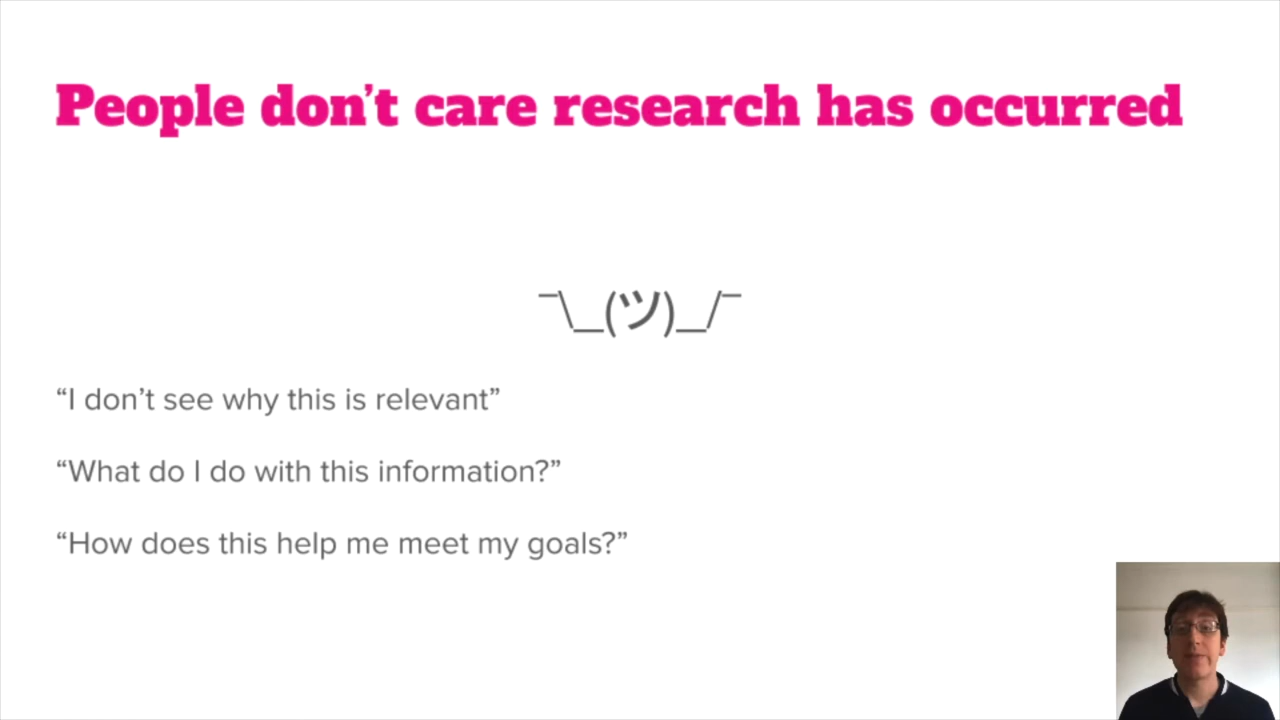 People don’t care research has occurred
¯\_(ツ)_/¯
“I don’t see why this is relevant”
“What do I do with this information?”
“How does this help me meet my goals?”